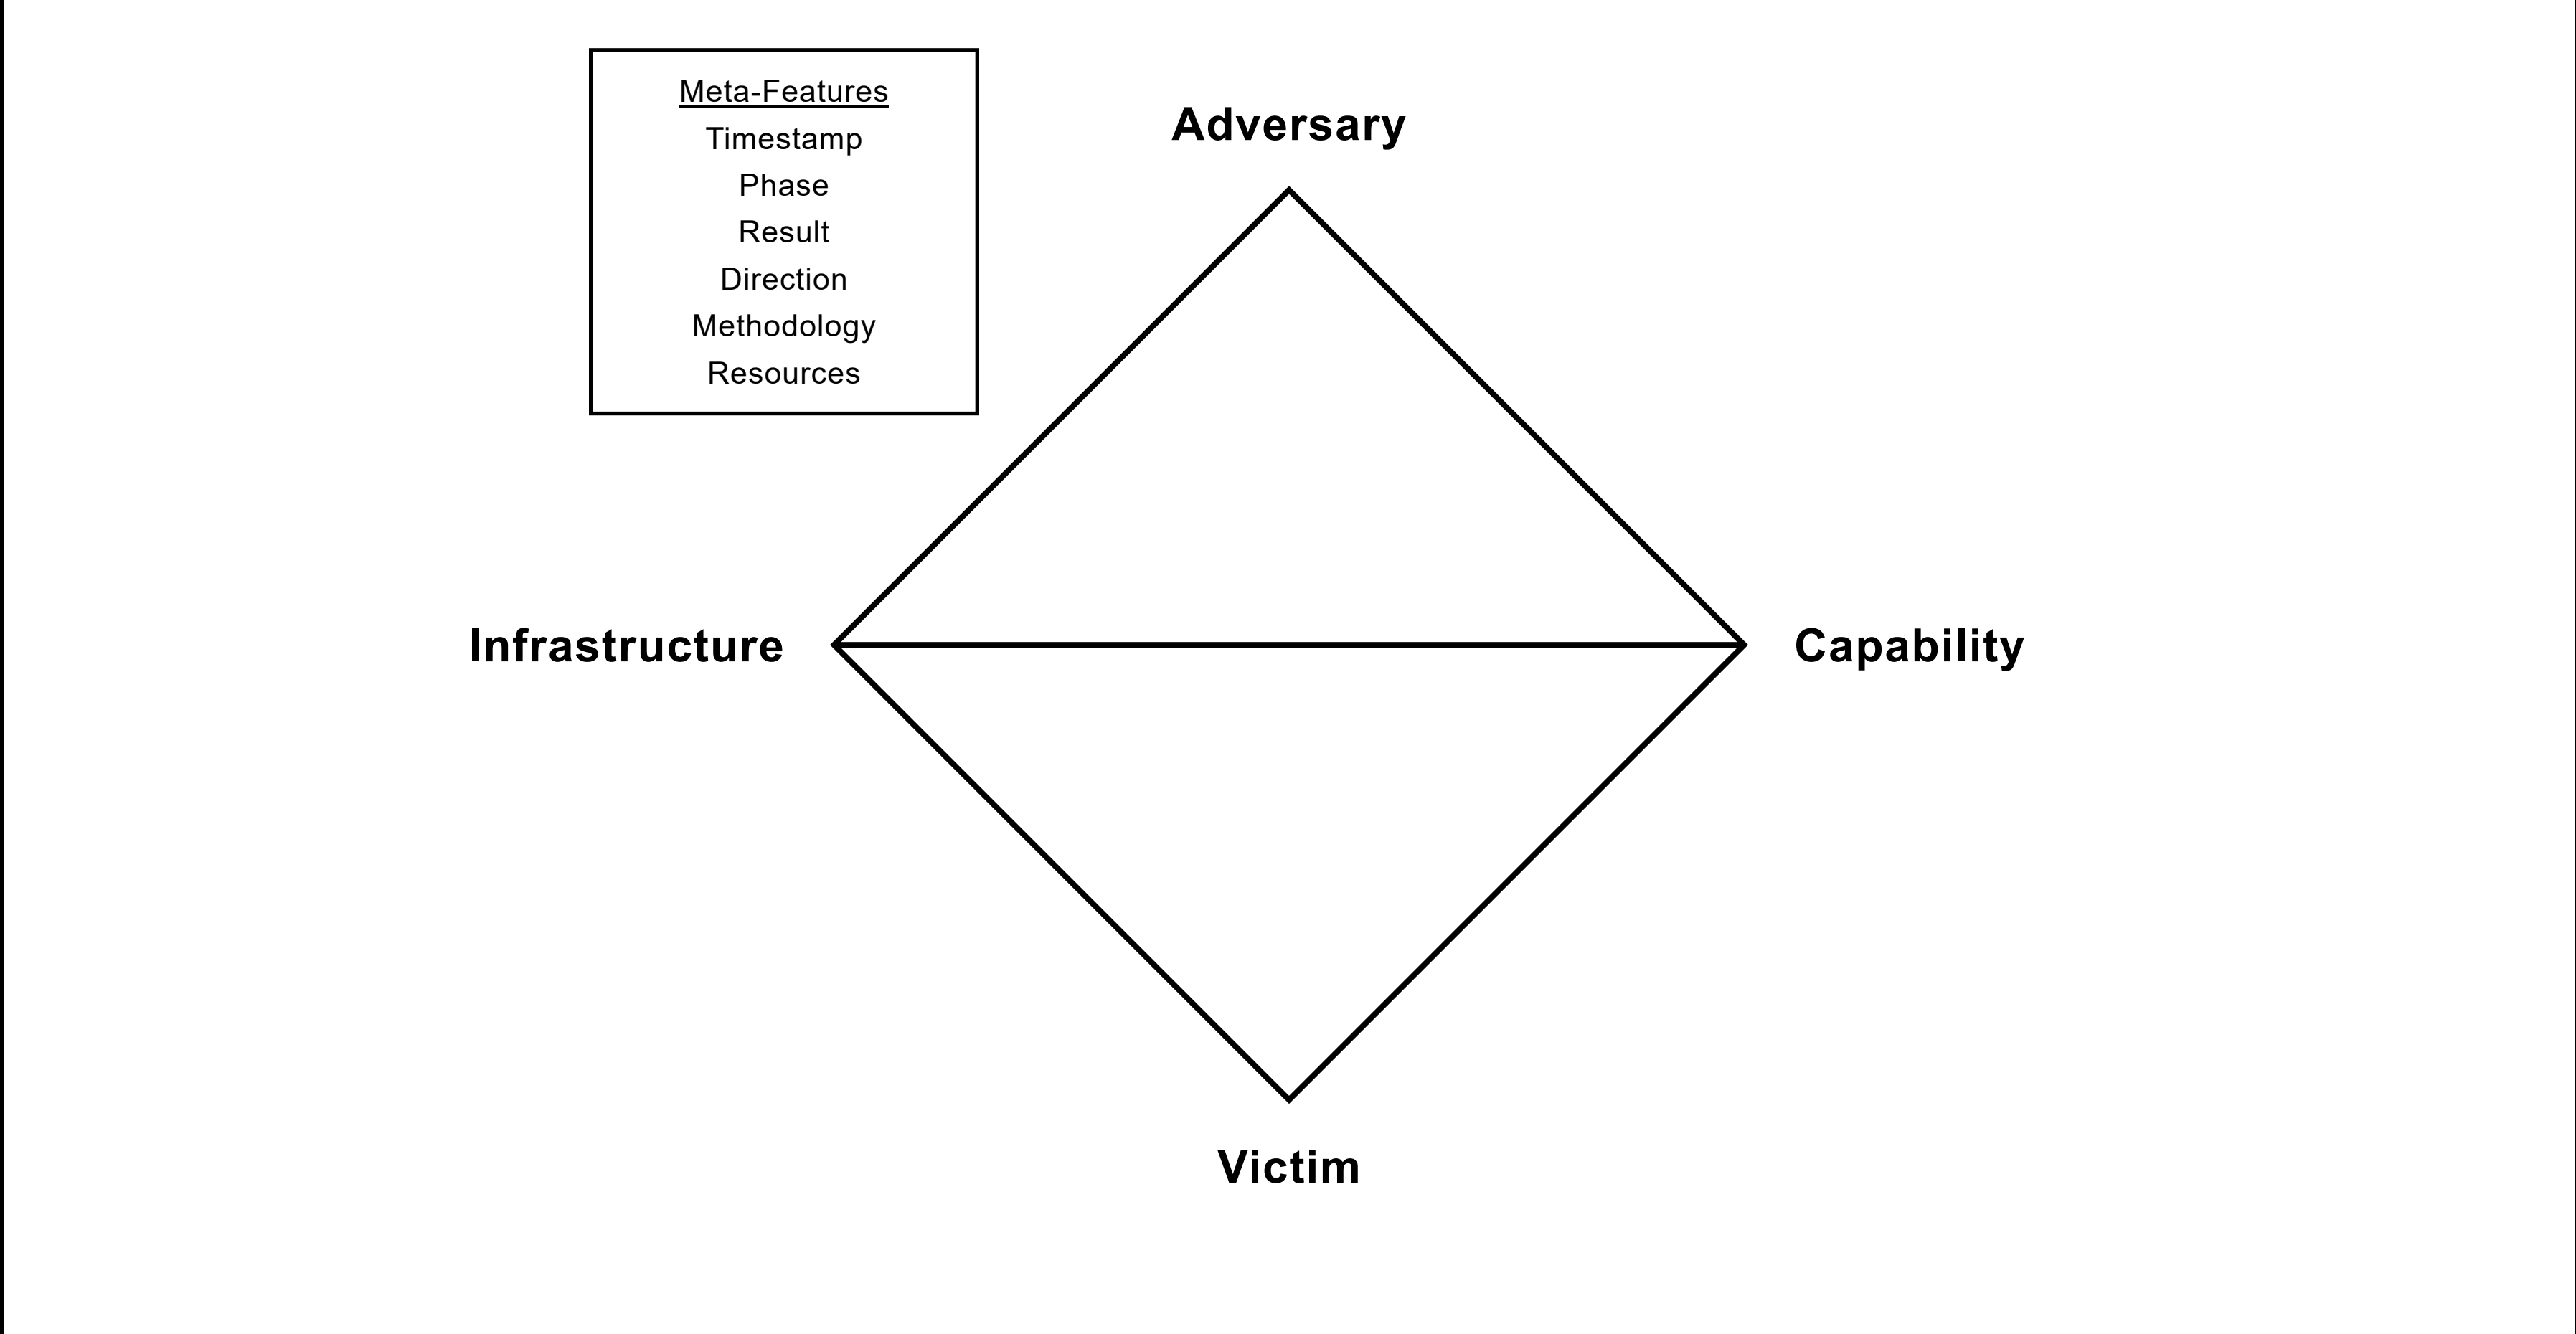 Meta-Features
Timestamp
Phase
Result
Direction
Methodology
Resources
Adversary
Infrastructure
Capability
Victim